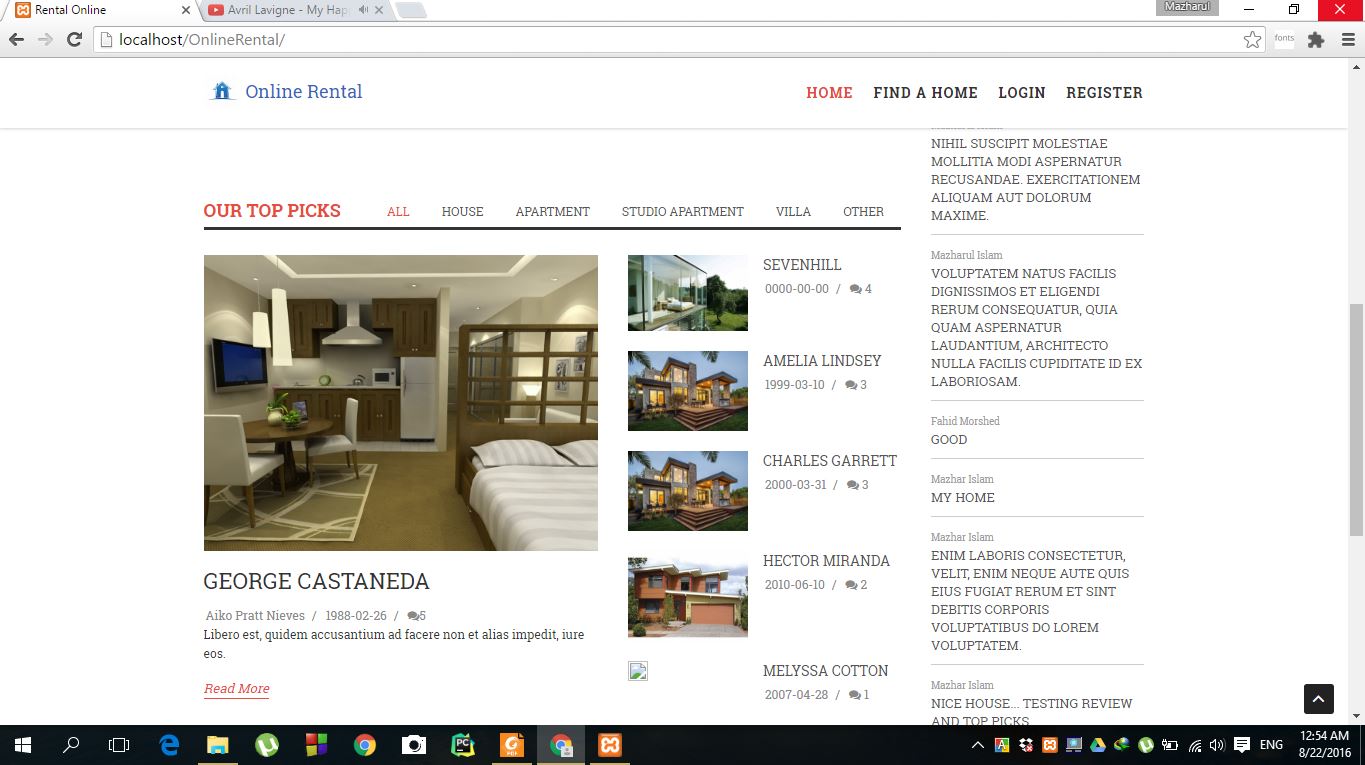 Rental Online
Avril Lavigne - My Hap
Mazharul
localhost/OnlineRental/
fonts
Online Rental
HOME
FIND A HOME
LOGIN
REGISTER
OUR TOP PICKS
ALL
HOUSE
APARTMENT
STUDIO APARTMENT
VILLA
OTHER
GEORGE CASTANEDA
Aiko Pratt Nieves / 1988-02-26 / 5
Libero est, quidem accusantium ad facere non et alias impedit, iure
eos.
Read More
SEVENHILL
0000-00-00 / 4
AMELIA LINDSEY
1999-03-10 / 3
CHARLES GARRETT
2000-03-31 / 3
HECTOR MIRANDA
2010-06-10 / 2
MELYSSA COTTON
2007-04-28 / 1
NIHIL SUSCIPIT MOLESTIAE
MOLLITIA MODI ASPERNATUR
RECUSANDAE. EXERCITATIONEM
ALIQUAM AUT DOLORUM
MAXIME.
Mazharul Islam
VOLUPTATEM NATUS FACILIS
DIGNISSIMOS ET ELIGENDI
RERUM CONSEQUATUR, QUIA
QUAM ASPERNATUR
LAUDANTIUM, ARCHITECTO
NULLA FACILIS CUPIDITATE ID EX
LABORIOSAM.
Fahid Morshed
GOOD
Mazhar Islam
MY HOME
Mazhar Islam
ENIM LABORIS CONSECTETUR,
VELIT, ENIM NEQUE AUTE QUIS
EIUS FUGIAT RERUM ET SINT
DEBITIS CORPORIS
VOLUPTATIBUS DO LOREM
VOLUPTATEM.
Mazhar Islam
NICE HOUSE... TESTING REVIEW
AND TOP PICKS
ENG
12:54 AM
8/22/2016